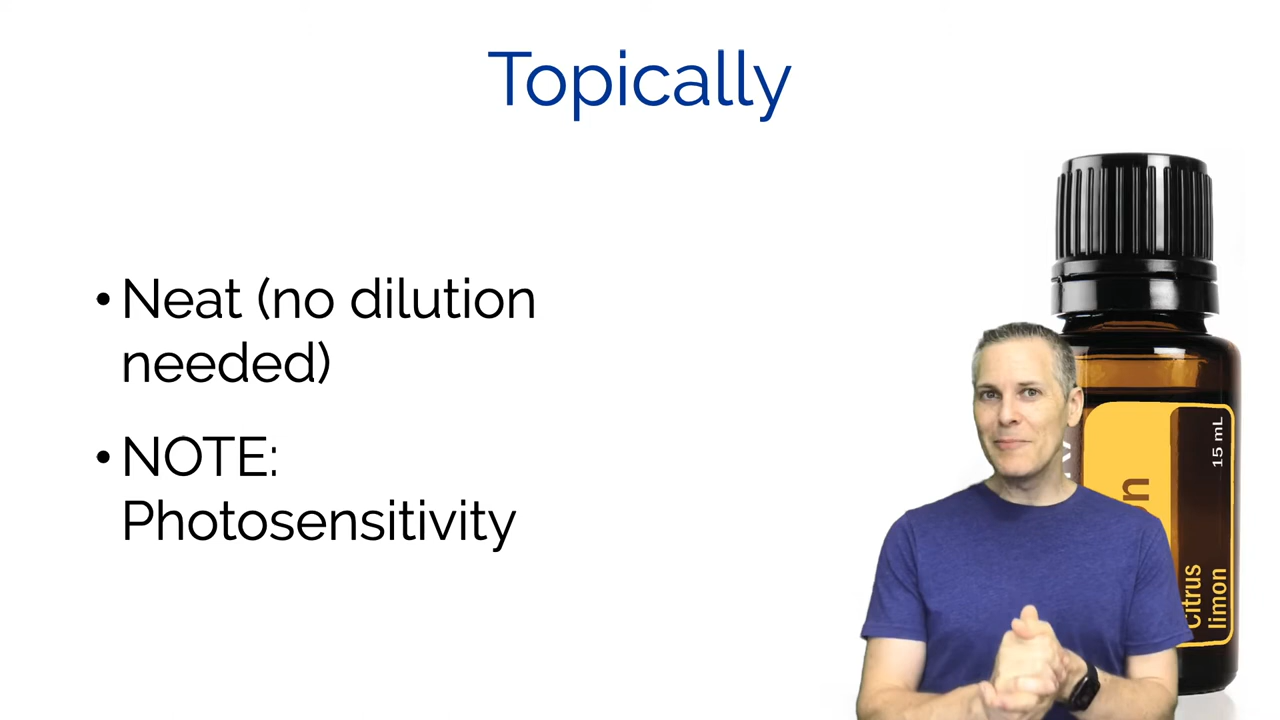 Topically
• Neat (no dilution
needed)
• NOTE:
Photosensitivity
15 mL
citrus
limon